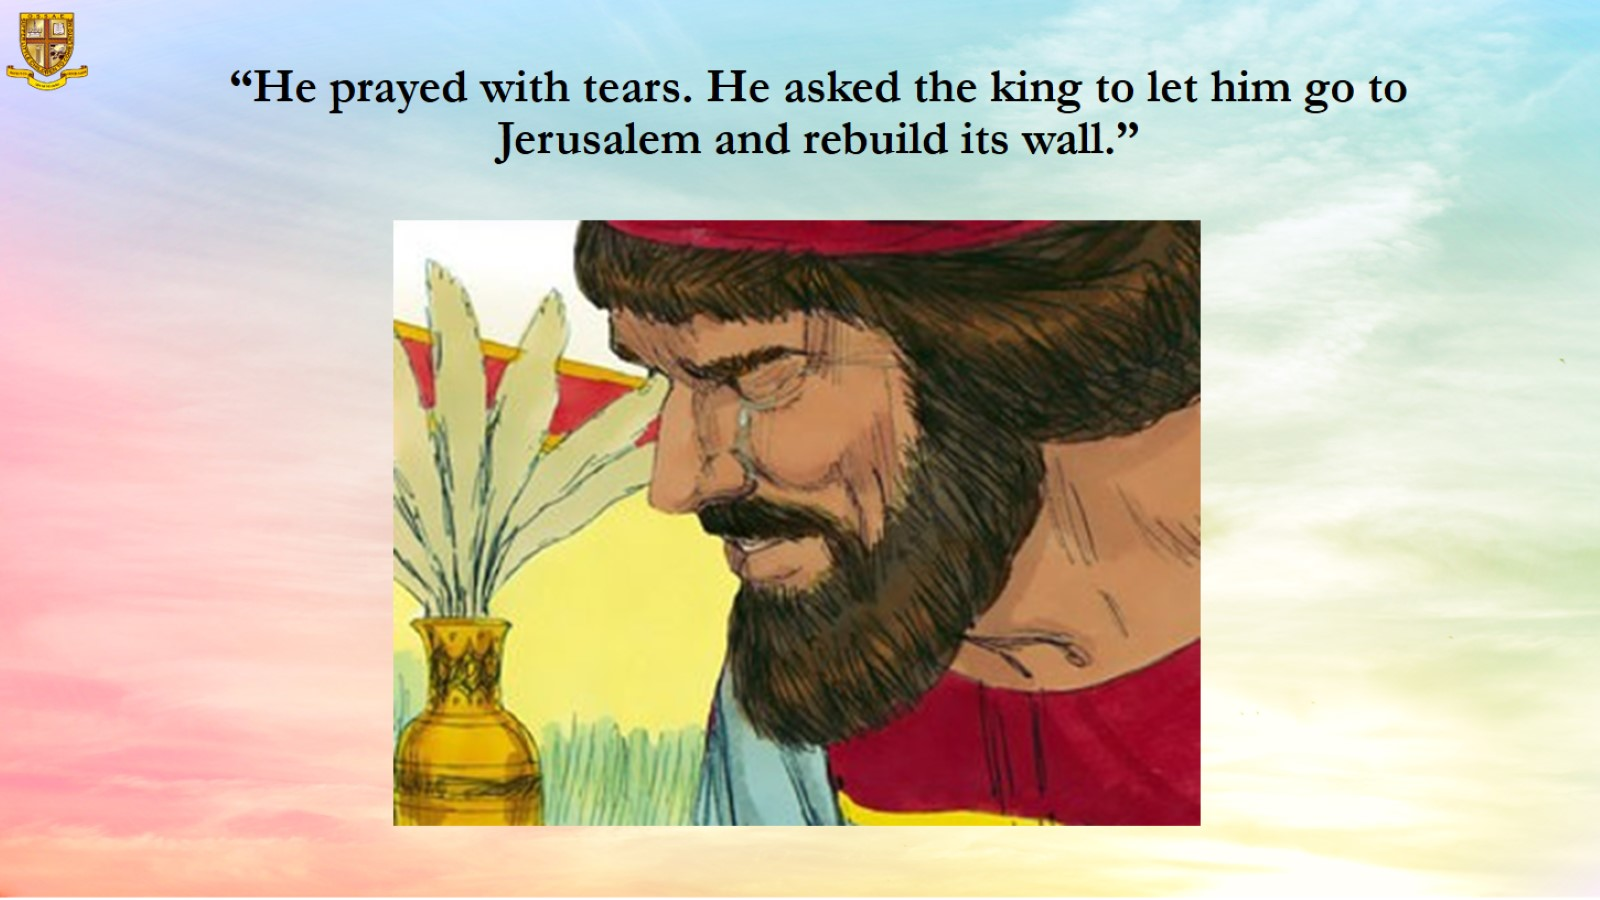 “He prayed with tears. He asked the king to let him go to
Jerusalem and rebuild its wall.”